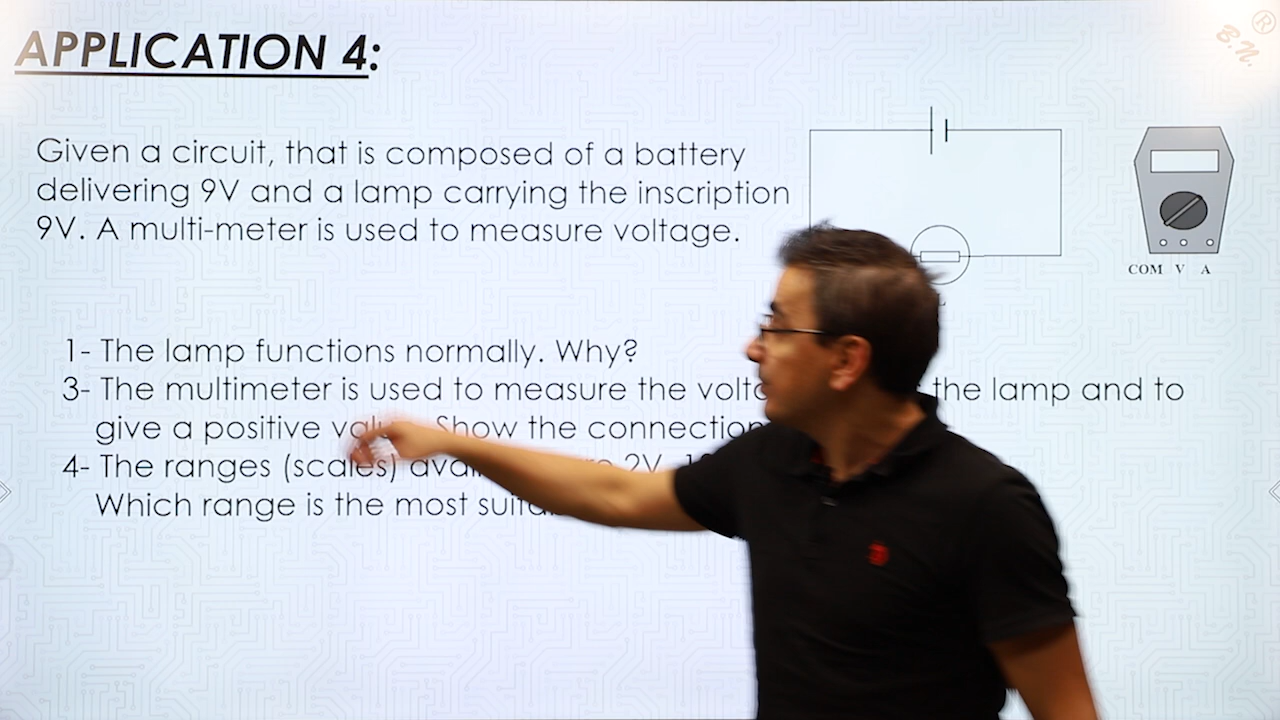 APPLICATION 4:
B.N. ®
Given a circuit, that is composed of a battery
delivering 9V and a lamp carrying the inscription
9V. A multi-meter is used to measure voltage.
COM V A
1- The lamp functions normally. Why?
3- The multimeter is used to measure the the lamp and to
give a positive Show the connection
4- The ranges (scales) 2V,
Which range is the most